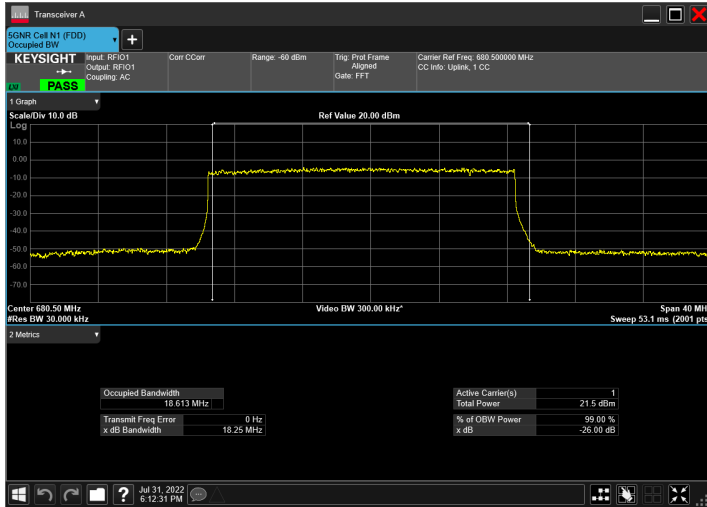 Transceiver A
5GNR Cell N1 (FDD)
Occupied BW
KEYSIGHT
LXI
PASS
Input: RFIO1
Output: RFIO1
Coupling: AC
Corr CCorr
Range: -60 dBm
Trig: Prot Frame
Aligned
Gate: FFT
Carrier Ref Freq: 680.500000 MHz
CC Info: Uplink, 1 CC
1 Graph
Scale/Div 10.0 dB
Ref Value 20.00 dBm
Log
10.0
0.00
-10.0
-20.0
-30.0
-40.0
-50.0
-60.0
-70.0
Center 680.50 MHz
Video BW 300.00 kHz*
Span 40 MH
#Res BW 30.000 kHz
Sweep 53.1 ms (2001 pts
2 Metrics
Occupied Bandwidth
18.613 MHz
Transmit Freq Error 0 Hz
x dB Bandwidth 18.25 MHz
Active Carrier(s) 1
Total Power 21.5 dBm
% of OBW Power 99.00 %
x dB -26.00 dB
?
Jul 31, 2022
6:12:31 PM